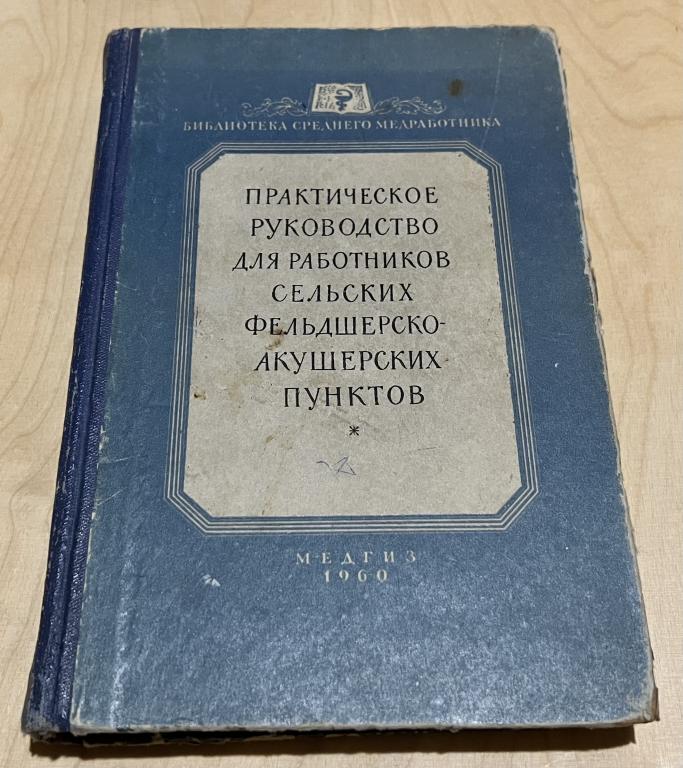 БИБЛИОТЕКА СРЕДНЕГО МЕДРАБОТНИКА
ПРАКТИЧЕСКОЕ
РУКОВОДСТВО
ДЛЯ РАБОТНИКОВ
СЕЛЬСКИХ
ФЕЛЬДШЕРСКО-
АКУШЕРСКИХ
ПУНКТОВ
*
МЕДГИЗ
1960